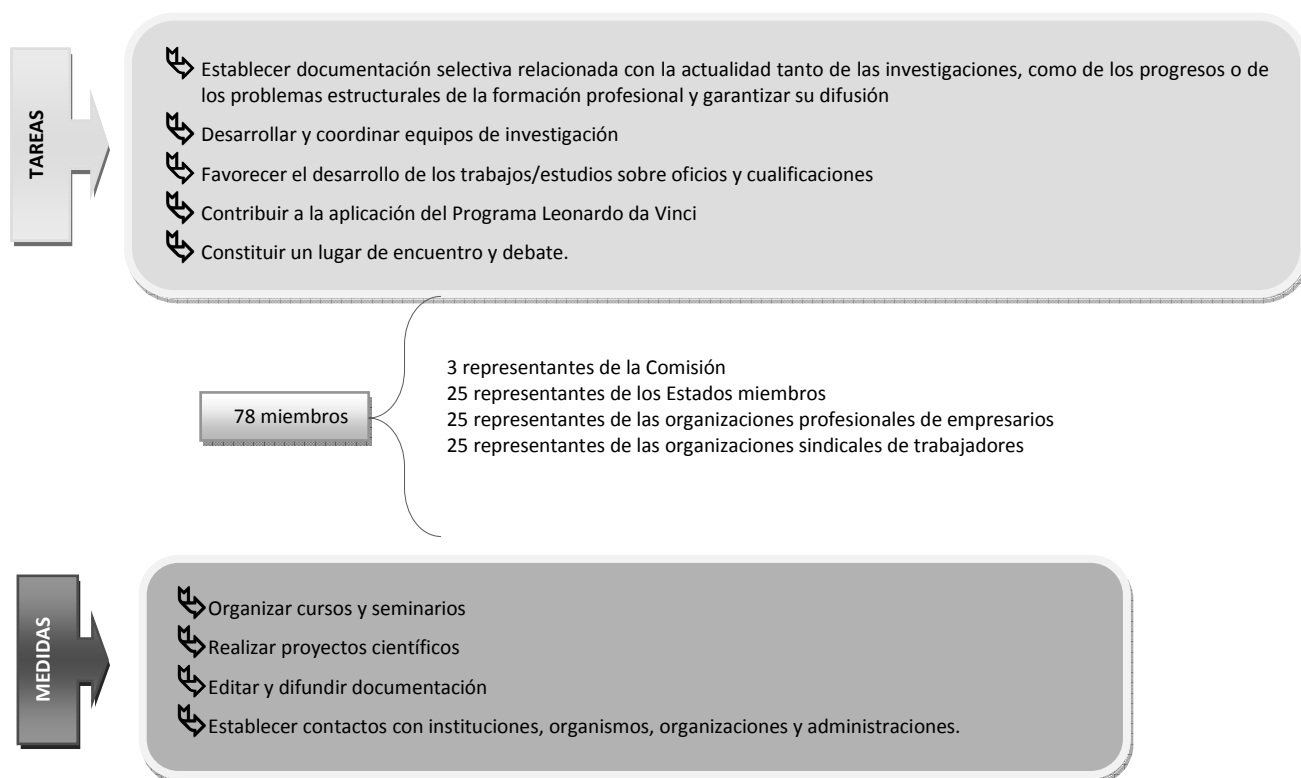 TAREAS
Establecer documentación selectiva relacionada con la actualidad tanto de las investigaciones, como de los progresos o de
los problemas estructurales de la formación profesional y garantizar su difusión
Desarrollar y coordinar equipos de investigación
Favorecer el desarrollo de los trabajos/estudios sobre oficios y cualificaciones
Contribuir a la aplicación del Programa Leonardo da Vinci
Constituir un lugar de encuentro y debate.
78 miembros
3 representantes de la Comisión
25 representantes de los Estados miembros
25 representantes de las organizaciones profesionales de empresarios
25 representantes de las organizaciones sindicales de trabajadores
MEDIDAS
Organizar cursos y seminarios
Realizar proyectos científicos
Editar y difundir documentación
Establecer contactos con instituciones, organismos, organizaciones y administraciones.